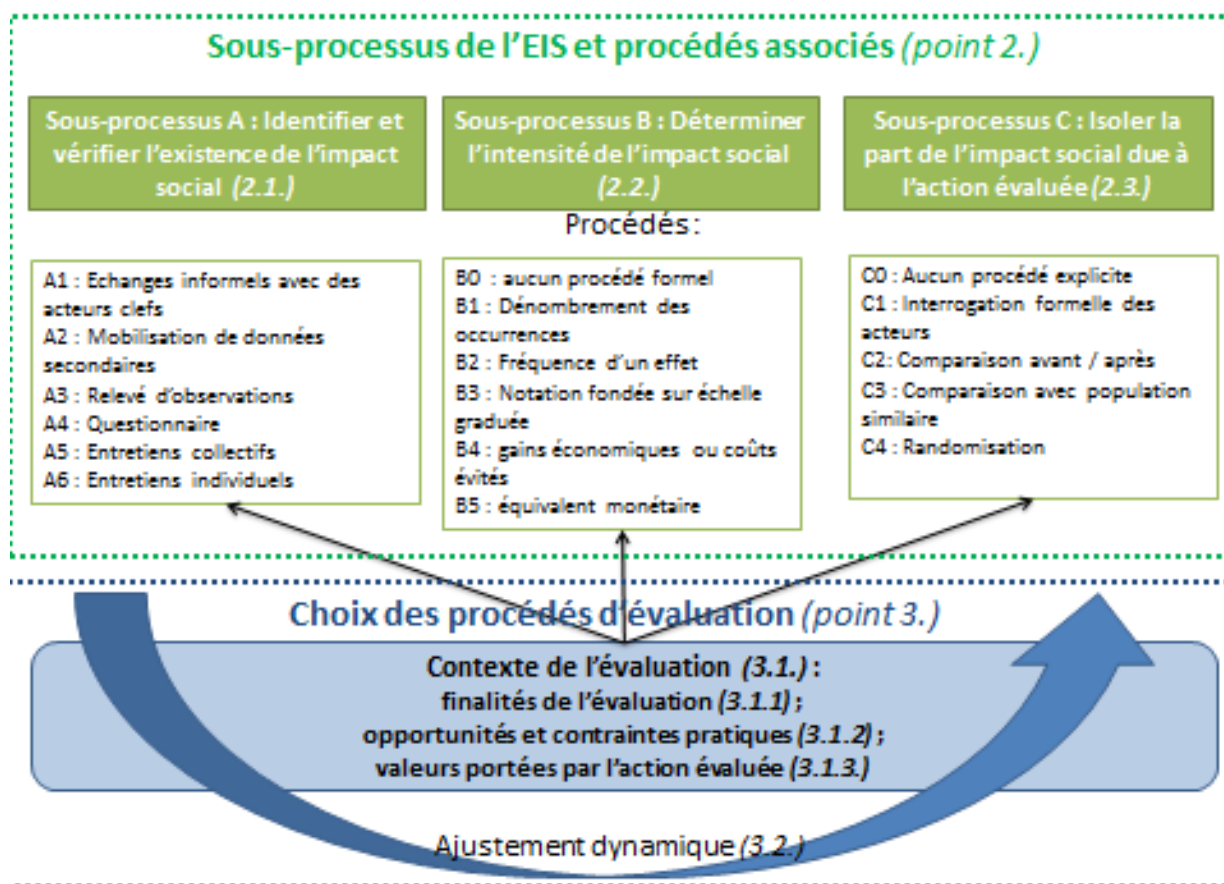 Sous-processus de l'EIS et procédés associés (point 2.)
Sous-processus A : Identifier et
vérifier l'existence de l'impact
social (2.1.)
Sous-processus B : Déterminer
l'intensité de l'impact social
(2.2.)
Sous-processus C : Isoler la
part de l'impact social due à
l'action évaluée (2.3.)
Procédés :
A1 : Echanges informels avec des
acteurs clefs
A2 : Mobilisation de données
secondaires
A3 : Relevé d'observations
A4 : Questionnaire
A5 : Entretiens collectifs
A6 : Entretiens individuels
B0 : aucun procédé formel
B1 : Dénombrement des
occurrences
B2 : Fréquence d'un effet
B3 : Notation fondée sur échelle
graduée
B4 : gains économiques ou coûts
évités
B5 : équivalent monétaire
C0 : Aucun procédé explicite
C1 : Interrogation formelle des
acteurs
C2: Comparaison avant / après
C3 : Comparaison avec population
similaire
C4 : Randomisation
Choix des procédés d'évaluation (point 3.)
Contexte de l'évaluation (3.1.) :
finalités de l'évaluation (3.1.1) ;
opportunités et contraintes pratiques (3.1.2) ;
valeurs portées par l'action évaluée (3.1.3.)
Ajustement dynamique (3.2.)